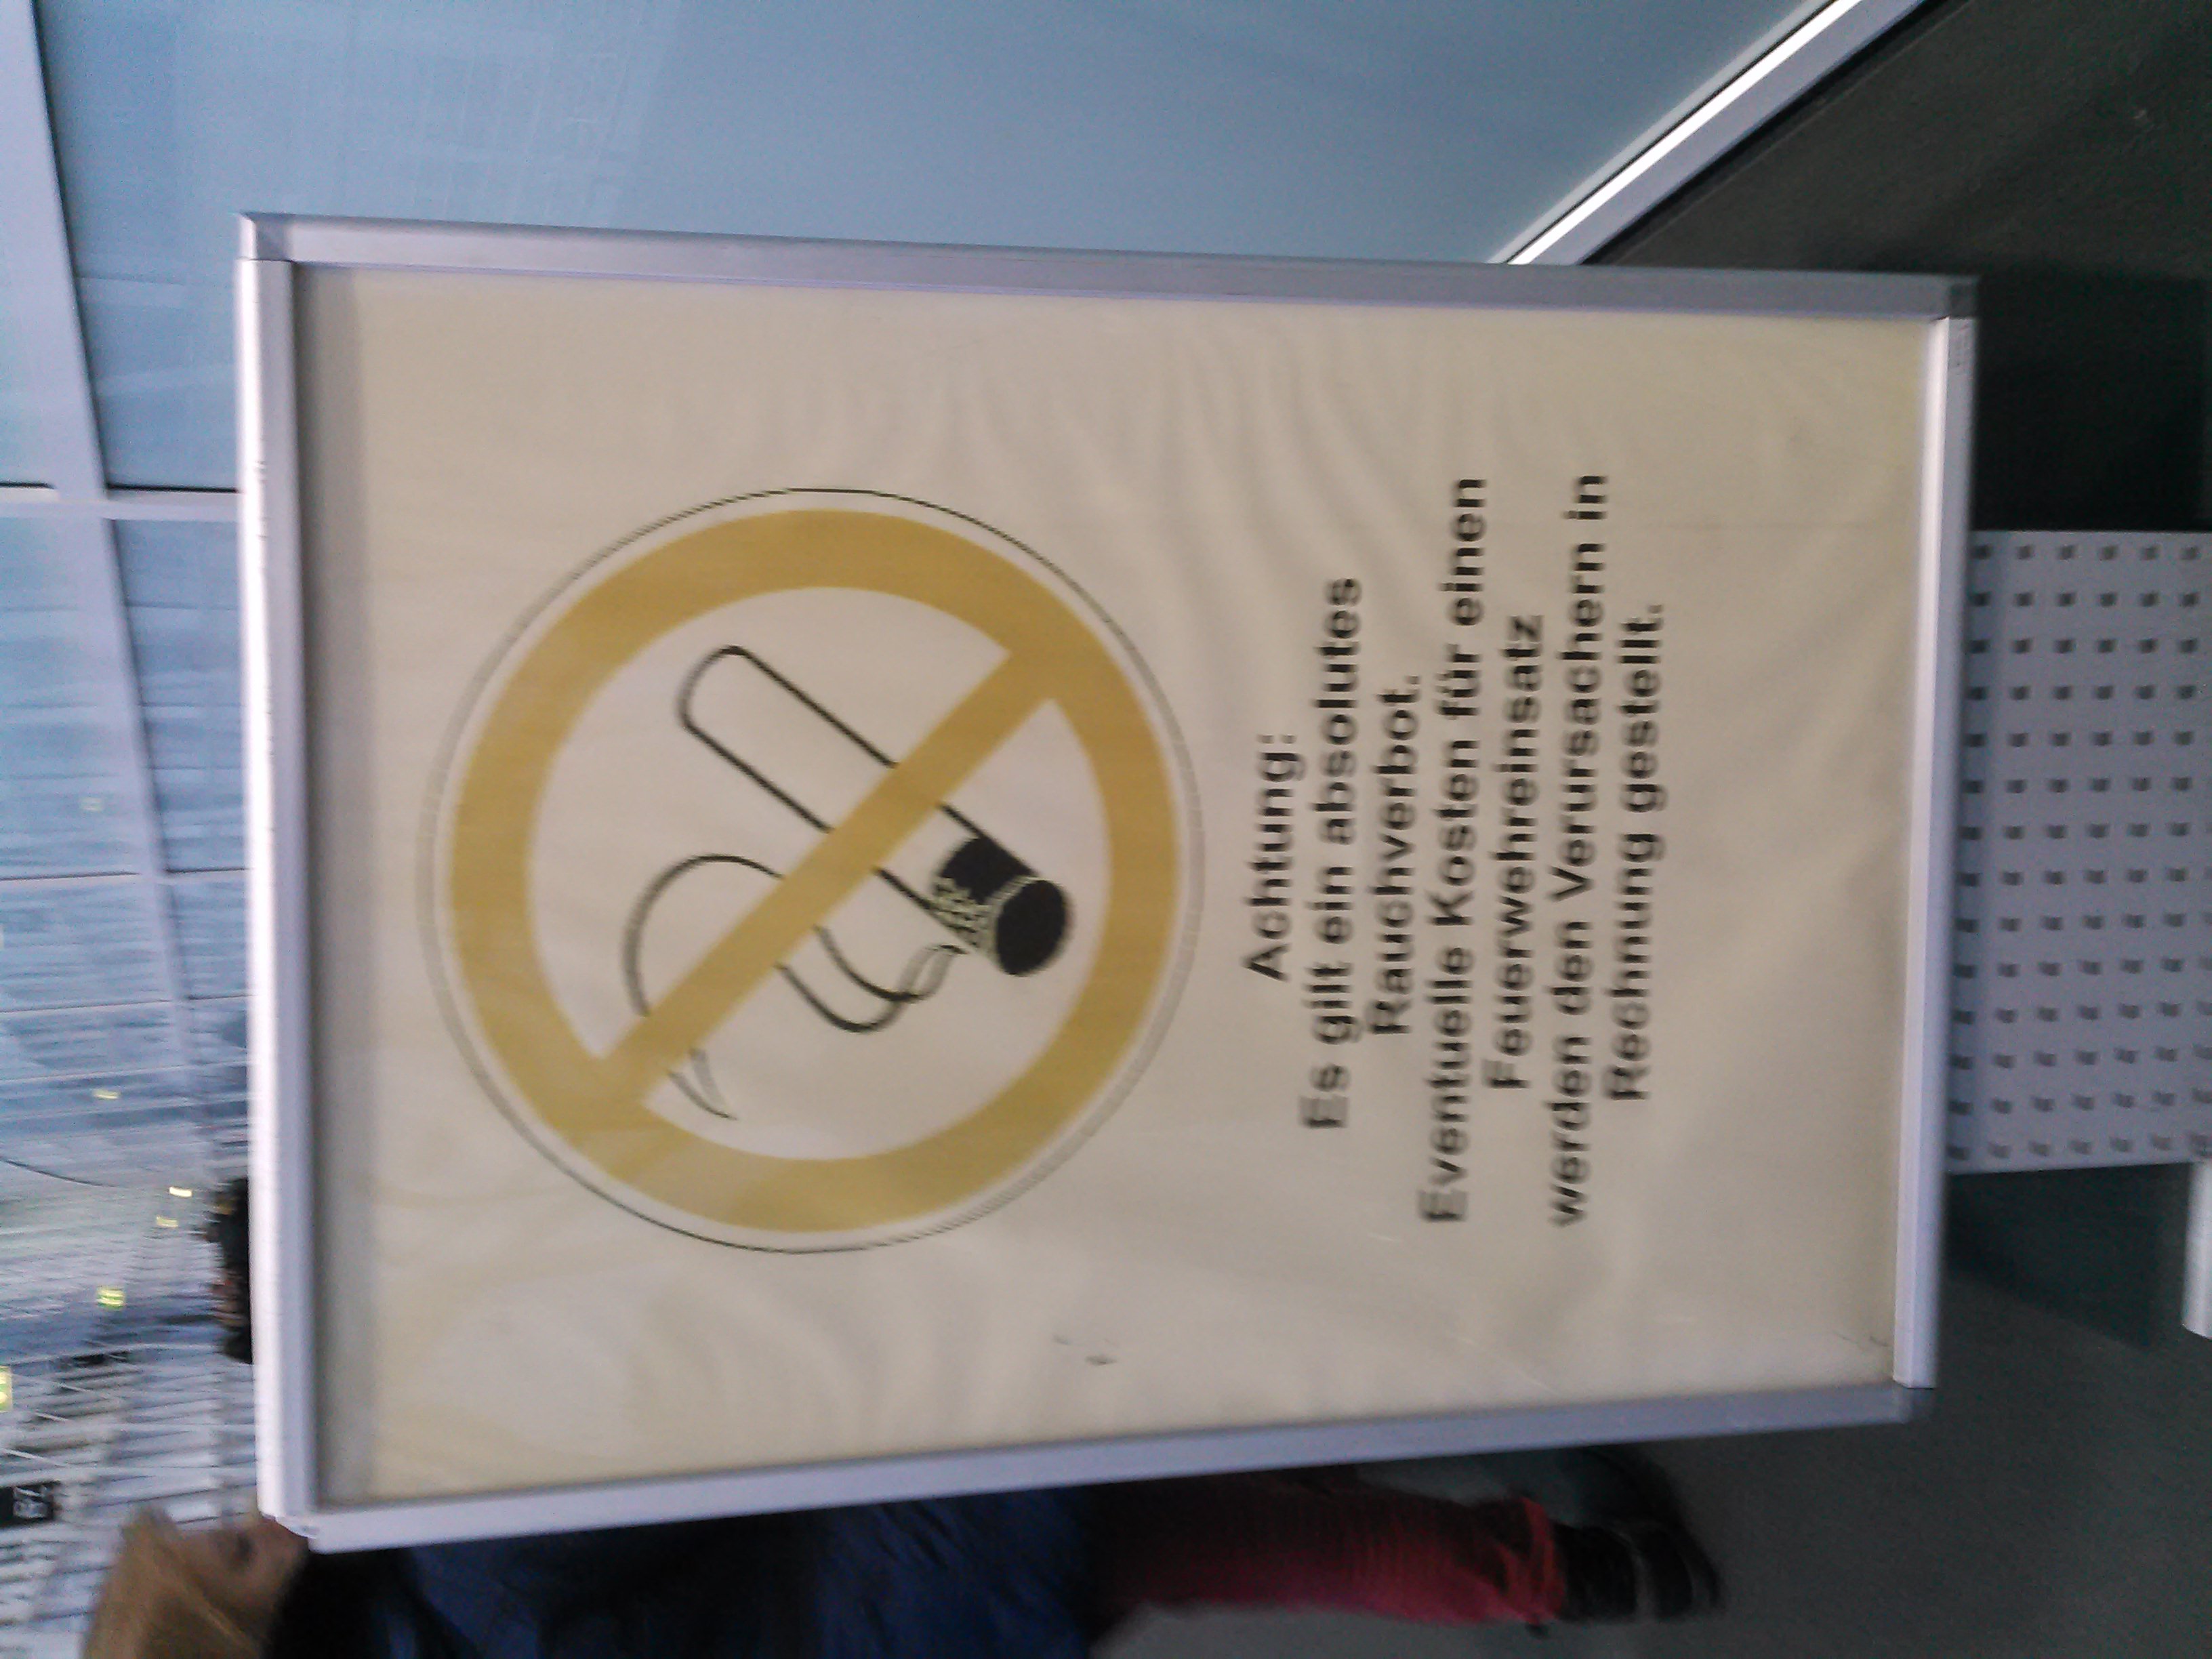 Achtung:
Es gilt ein absolutes
Rauchverbot.
Eventuelle Kosten für einen
Feuerwehreinsatz
werden den Verursachern in
Rechnung gestellt.